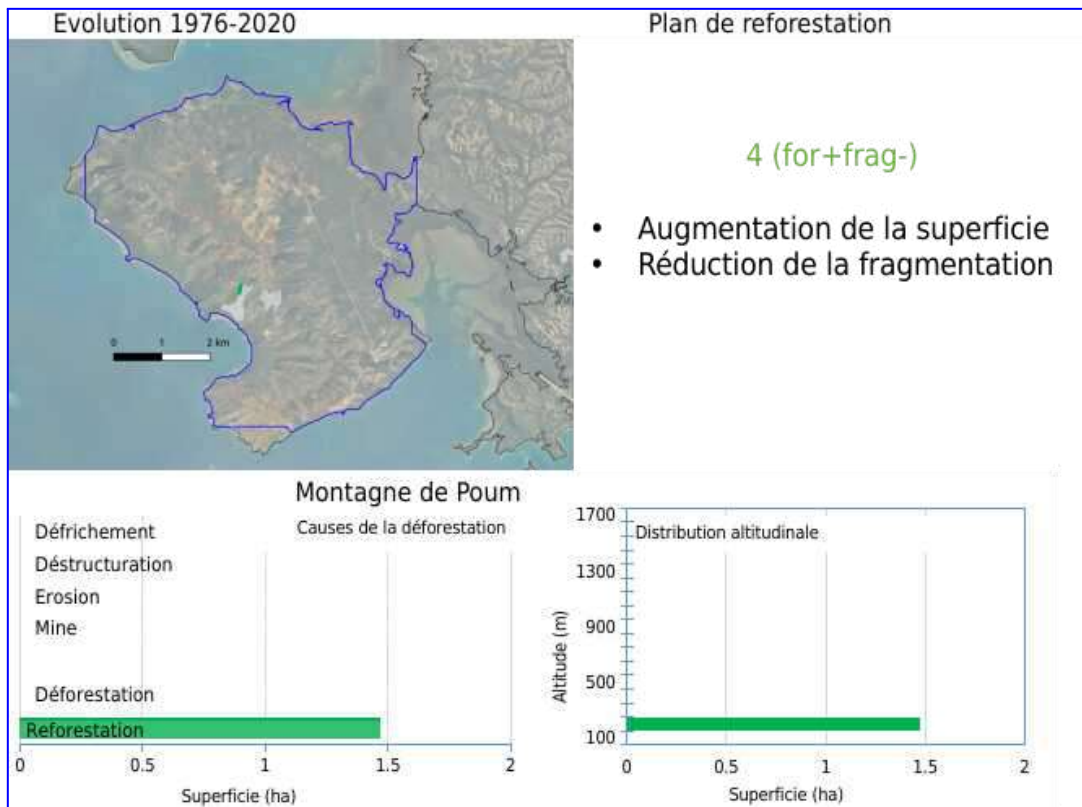 Evolution 1976-2020
Plan de reforestation
4 (for+frag-)
• Augmentation de la superficie
• Réduction de la fragmentation
0 1 2 km
Montagne de Poum
Causes de la déforestation
Défrichement
Déstructuration
Erosion
Mine
Déforestation
Reforestation
0 0.5 1 1.5 2
Superficie (ha)
Distribution altitudinale
Altitude (m)
1700
1300
900
500
100
0 0.5 1 1.5 2
Superficie (ha)